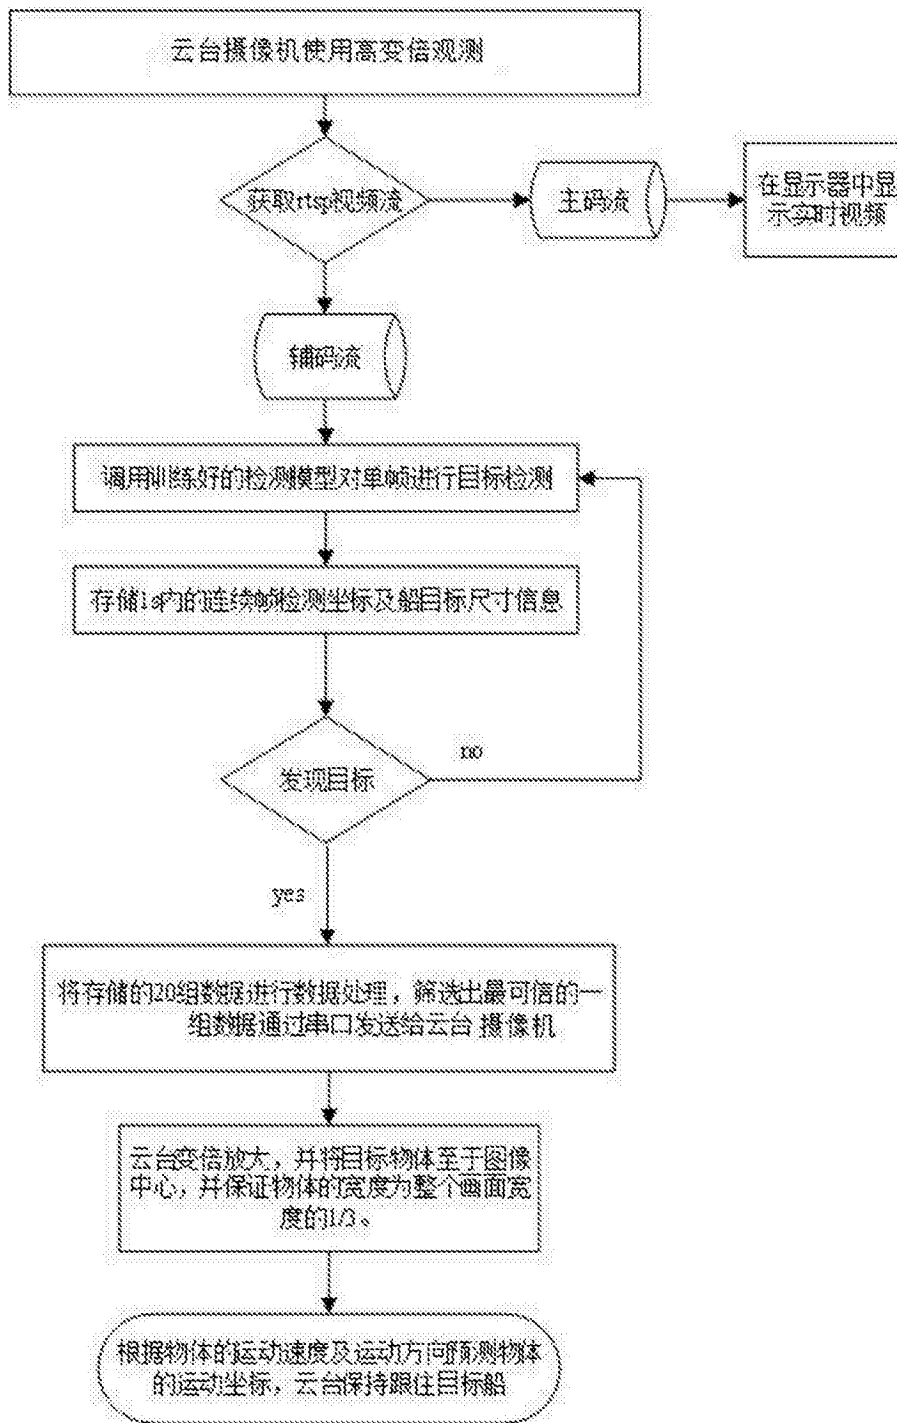 云台摄像机使用高变倍观测
获取rtsp视频流
主码流
在显示器中显
示实时视频
辅码流
调用训练好的检测模型对单帧进行目标检测
存储1s内的连续帧检测坐标及船目标尺寸信息
发现目标
no
yes
将存储的20组数据进行数据处理，筛选出最可信的一
组数据通过串口发送给云台 摄像机
云台变倍放大，并将目标物体至于图像
中心，并保证物体的宽度为整个画面宽
度的1/3。
根据物体的运动速度及运动方向预测物体
的运动坐标，云台保持跟住目标船